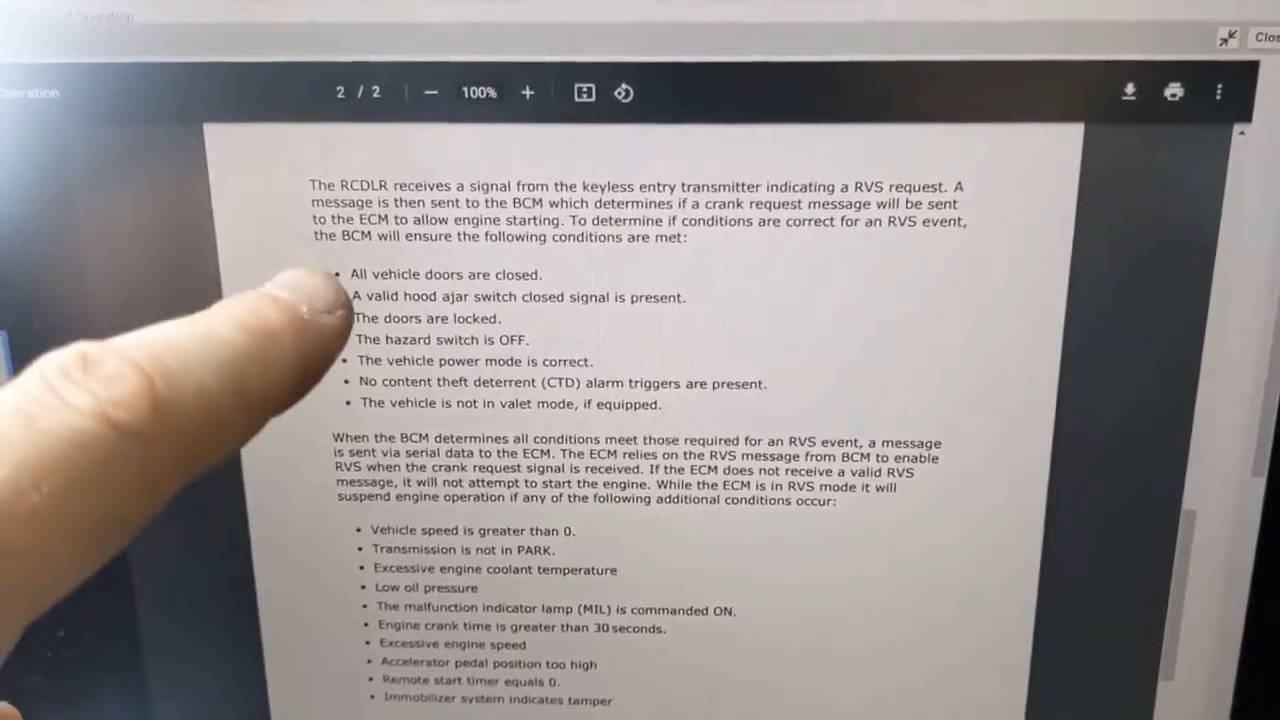 Operation
Clos
peration
2 / 2 100%
The RCDLR receives a signal from the keyless entry transmitter indicating a RVS request. A
message is then sent to the BCM which determines if a crank request message will be sent
to the ECM to allow engine starting. To determine if conditions are correct for an RVS event,
the BCM will ensure the following conditions are met:
• All vehicle doors are closed.
A valid hood ajar switch closed signal is present.
The doors are locked.
The hazard switch is OFF.
• The vehicle power mode is correct.
• No content theft deterrent (CTD) alarm triggers are present.
• The vehicle is not in valet mode, if equipped.
When the BCM determines all conditions meet those required for an RVS event, a message
is sent via serial data to the ECM. The ECM relies on the RVS message from BCM to enable
RVS when the crank request signal is received. If the ECM does not receive a valid RVS
message, it will not attempt to start the engine. While the ECM is in RVS mode it will
suspend engine operation if any of the following additional conditions occur:
• Vehicle speed is greater than 0.
• Transmission is not in PARK.
• Excessive engine coolant temperature
• Low oil pressure
• The malfunction indicator lamp (MIL) is commanded ON.
• Engine crank time is greater than 30 seconds.
• Excessive engine speed
• Accelerator pedal position too high
• Remote start timer equals 0.
• Immobilizer system indicates tamper